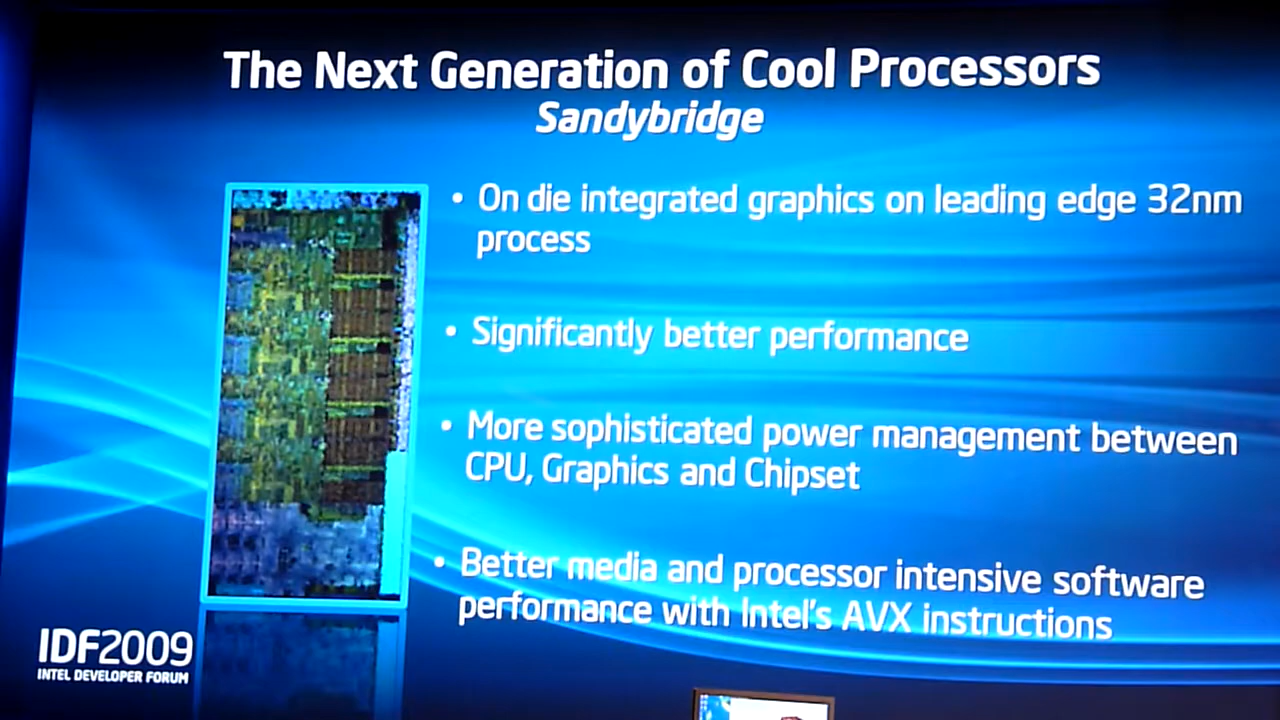 The Next Generation of Cool Processors
Sandybridge
• On die integrated graphics on leading edge 32nm
process
• Significantly better performance
• More sophisticated power management between
CPU, Graphics and Chipset
• Better media and processor intensive software
performance with Intel's AVX instructions
IDF2009
INTEL DEVELOPER FORUM